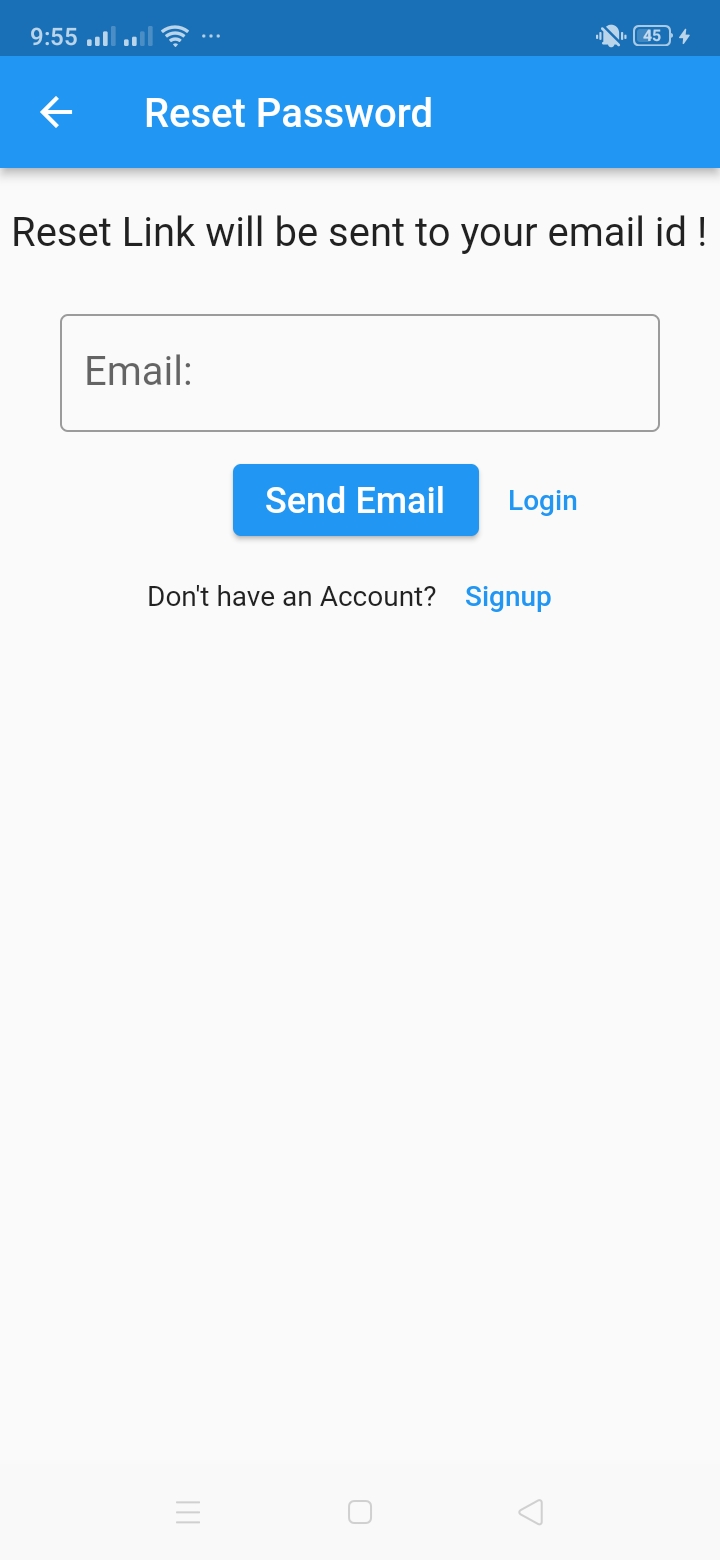 9:55 ... 45
Reset Password
Reset Link will be sent to your email id !
Email:
Send Email Login
Don't have an Account? Signup